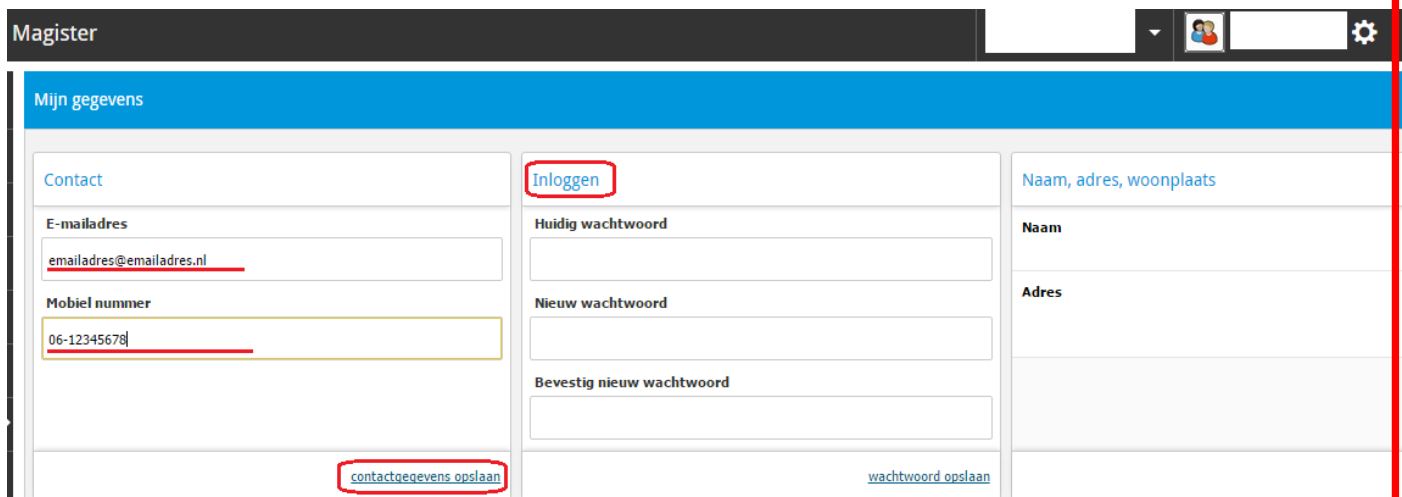 Magister
Mijn gegevens
Contact
E-mailadres
emailadres@emailadres.nl
Mobiel nummer
06-12345678
contactgegevens opslaan
Inloggen
Huidig wachtwoord
Nieuw wachtwoord
Bevestig nieuw wachtwoord
wachtwoord opslaan
Naam, adres, woonplaats
Naam
Adres